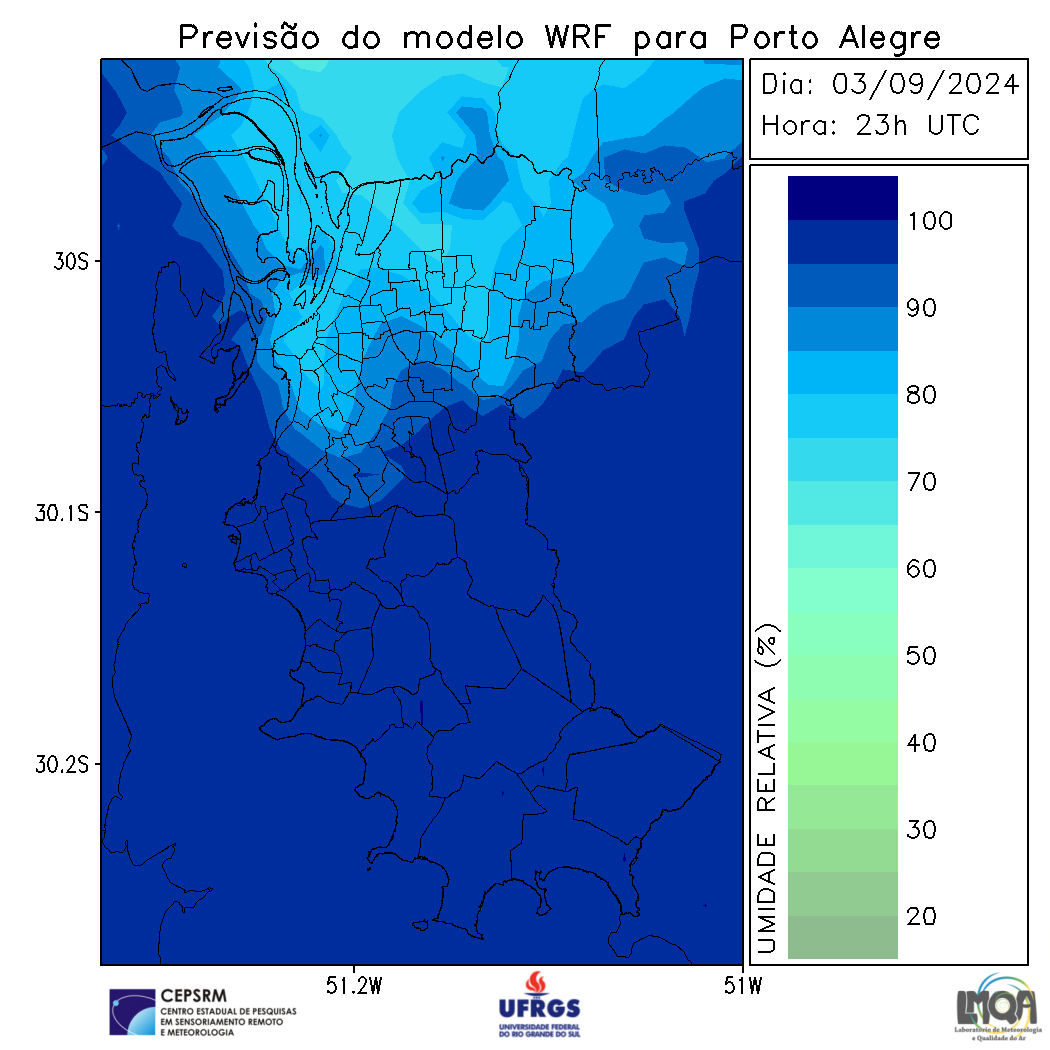 Previsão do modelo WRF para Porto Alegre
Dia: 03/09/2024
Hora: 23h UTC
30S
30.1S
30.2S
51.2W
51W
UMIDADE RELATIVA (%)
100
90
80
70
60
50
40
30
20
CEPSRM
CENTRO ESTADUAL DE PESQUISAS
EM SENSORIAMENTO REMOTO
E METEOROLOGIA
UFRGS
UNIVERSIDADE FEDERAL
DO RIO GRANDE DO SUL
LMQA
Laboratório de Meteorologia
e Qualidade do Ar